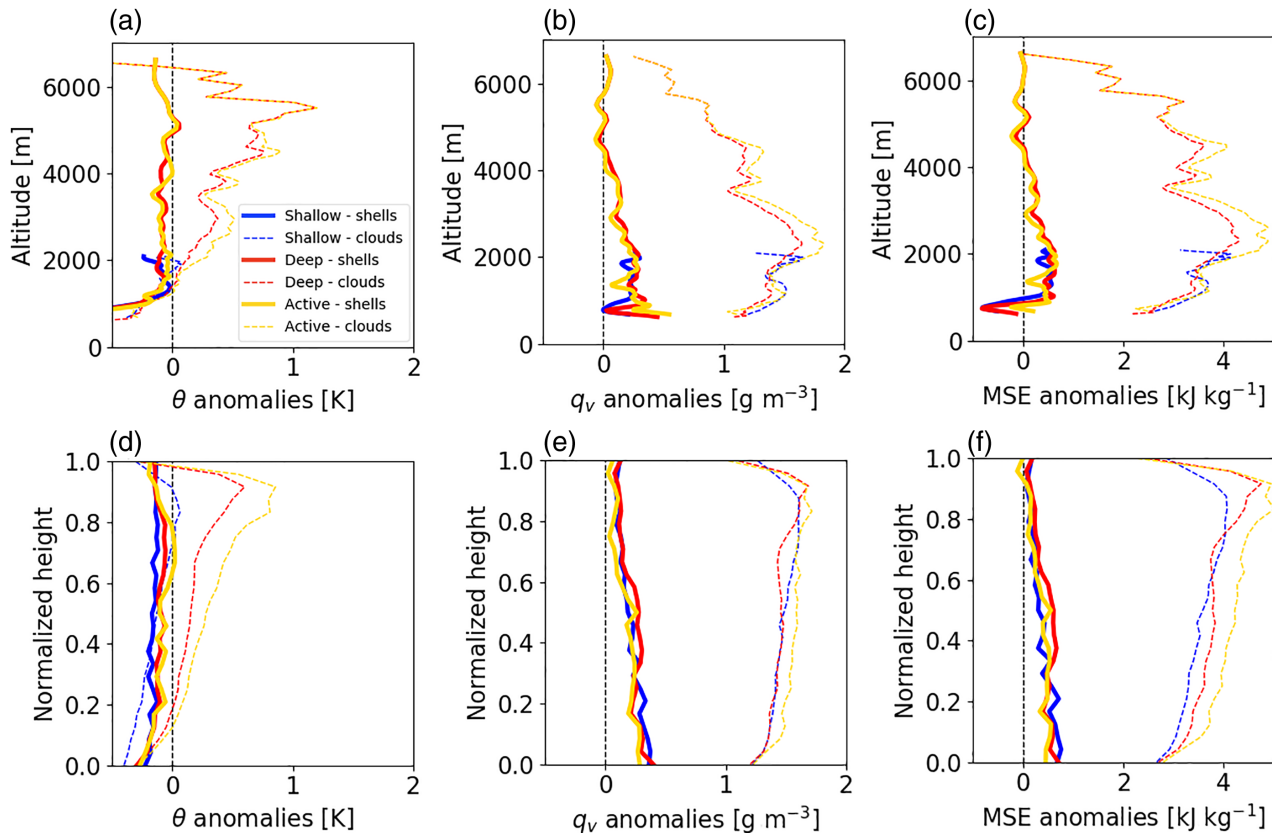 (a)
(b)
(c)
Altitude [m]
6000
4000
2000
0
Shallow - shells
Shallow - clouds
Deep - shells
Deep - clouds
Active - shells
Active - clouds
0 1 2
θ anomalies [K]
Altitude [m]
6000
4000
2000
0
0 1 2
qᵥ anomalies [g m⁻³]
Altitude [m]
6000
4000
2000
0
0 2 4
MSE anomalies [kJ kg⁻¹]
(d)
(e)
(f)
Normalized height
1.0
0.8
0.6
0.4
0.2
0.0
0 1 2
θ anomalies [K]
Normalized height
1.0
0.8
0.6
0.4
0.2
0.0
0 1 2
qᵥ anomalies [g m⁻³]
Normalized height
1.0
0.8
0.6
0.4
0.2
0.0
0 2 4
MSE anomalies [kJ kg⁻¹]